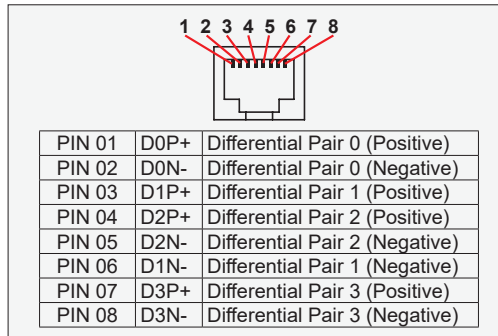 1 2 3 4 5 6 7 8
PIN 01 D0P+ Differential Pair 0 (Positive)
PIN 02 D0N- Differential Pair 0 (Negative)
PIN 03 D1P+ Differential Pair 1 (Positive)
PIN 04 D2P+ Differential Pair 2 (Positive)
PIN 05 D2N- Differential Pair 2 (Negative)
PIN 06 D1N- Differential Pair 1 (Negative)
PIN 07 D3P+ Differential Pair 3 (Positive)
PIN 08 D3N- Differential Pair 3 (Negative)